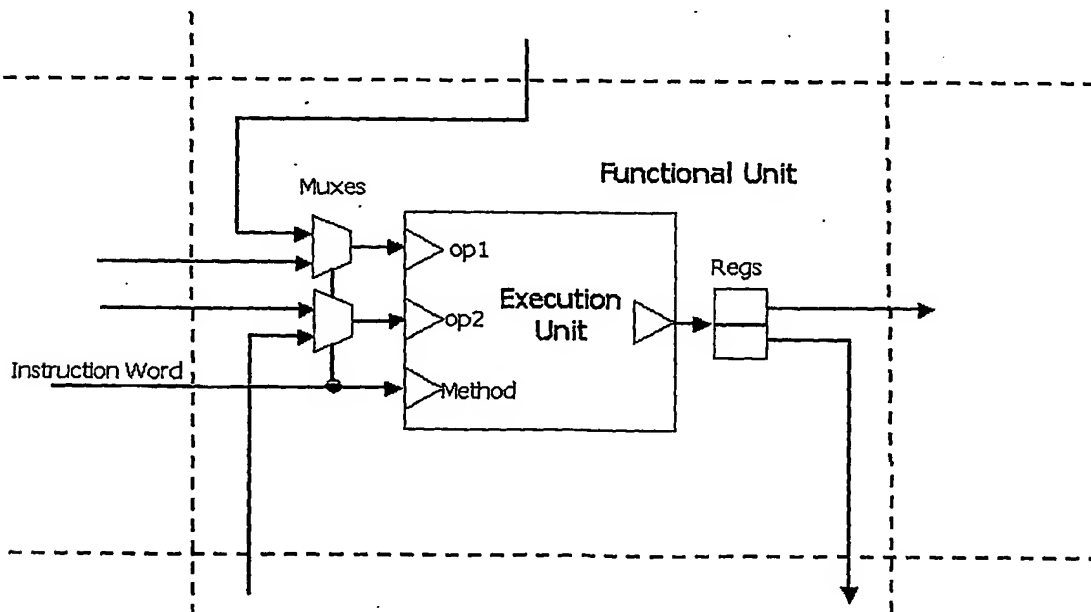 Functional Unit
Muxes
op1
Regs
Execution
Unit
op2
Instruction Word
Method